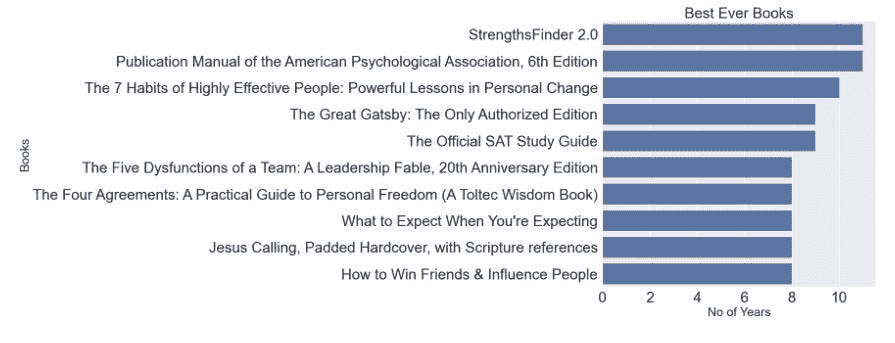 Best Ever Books
StrengthsFinder 2.0
Publication Manual of the American Psychological Association, 6th Edition
The 7 Habits of Highly Effective People: Powerful Lessons in Personal Change
The Great Gatsby: The Only Authorized Edition
The Official SAT Study Guide
The Five Dysfunctions of a Team: A Leadership Fable, 20th Anniversary Edition
The Four Agreements: A Practical Guide to Personal Freedom (A Toltec Wisdom Book)
What to Expect When You're Expecting
Jesus Calling, Padded Hardcover, with Scripture references
How to Win Friends & Influence People
Books
0 2 4 6 8 10
No of Years